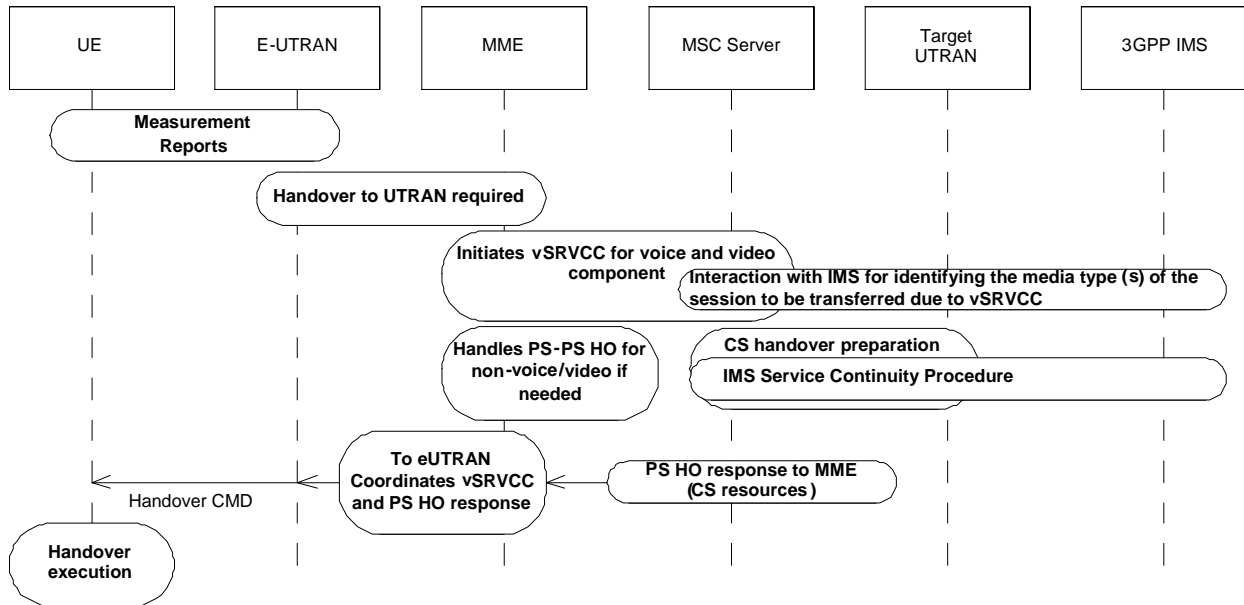 UE
E-UTRAN
MME
MSC Server
Target
UTRAN
3GPP IMS
Measurement
Reports
Handover to UTRAN required
Initiates vSRVCC for voice and video
component
Interaction with IMS for identifying the media type (s) of the
session to be transferred due to vSRVCC
Handles PS-PS HO for
non-voice/video if
needed
CS handover preparation
IMS Service Continuity Procedure
To eUTRAN
Coordinates vSRVCC
and PS HO response
PS HO response to MME
(CS resources)
Handover CMD
Handover
execution